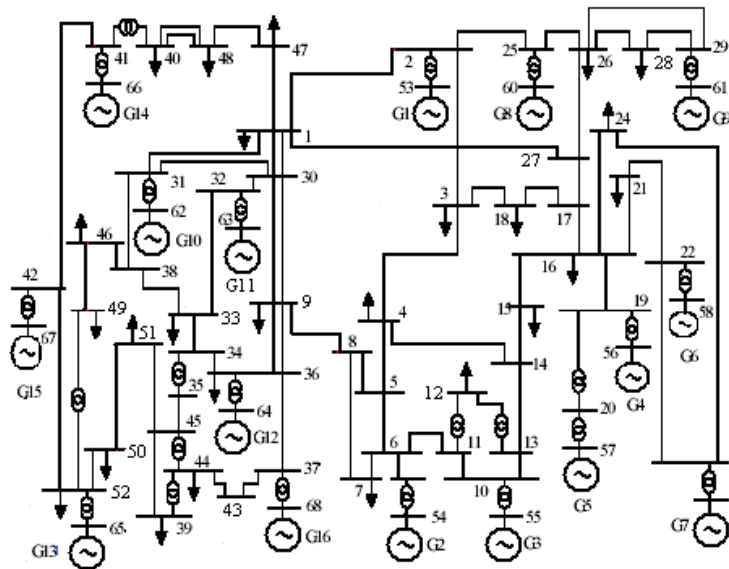 41 40 48 47 2 25 26 28 29
66 53 60 61
G14 G1 G8 G9
24
1
27
31 32 30 3 18 17 21
62 63
46 G10 16 22
38 G11
42 9 4 15 19 58
49 33 8
67 51 14 56 G6
34 36 5 12 G4
G15 35
64 20
45 G12 6 11 13 57
50 44 37
52 7 10 G5
43 68 54 55
65 39 G16 G2 G3 G7
G13